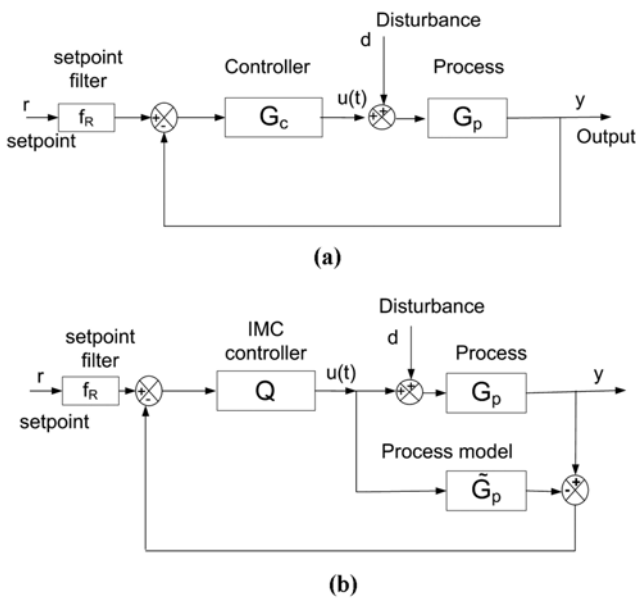 Disturbance
d
setpoint
filter
Controller
Process
r
f_R
+
-
G_c
u(t)
+
+
G_p
y
setpoint
Output
(a)
Disturbance
IMC
controller
d
setpoint
filter
u(t)
Process
r
f_R
+
-
Q
+
+
G_p
y
setpoint
Process model
G̃_p
-
+
(b)